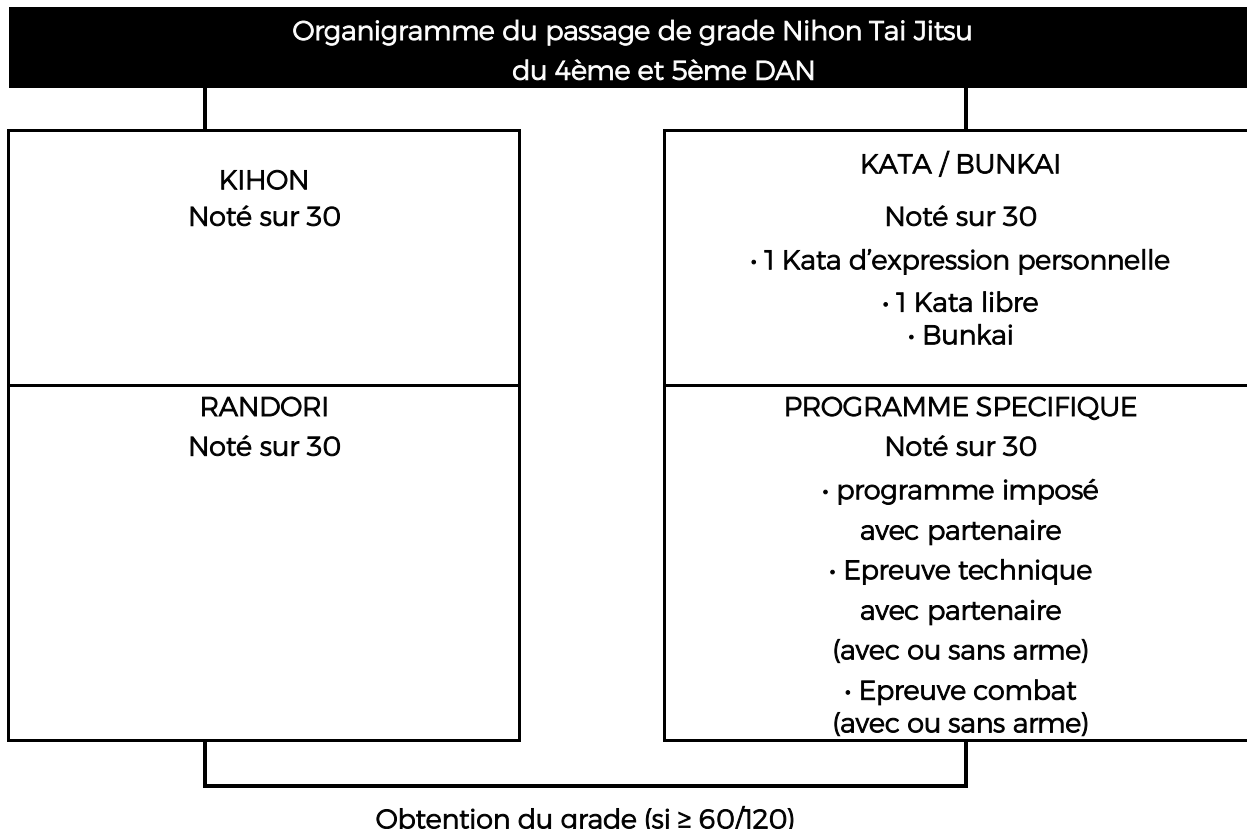 Organigramme du passage de grade Nihon Tai Jitsu
du 4ème et 5ème DAN
KIHON
Noté sur 30
RANDORI
Noté sur 30
KATA / BUNKAI
Noté sur 30
• 1 Kata d’expression personnelle
• 1 Kata libre
• Bunkai
PROGRAMME SPECIFIQUE
Noté sur 30
• programme imposé
avec partenaire
• Epreuve technique
avec partenaire
(avec ou sans arme)
• Epreuve combat
(avec ou sans arme)
Obtention du grade (si ≥ 60/120)